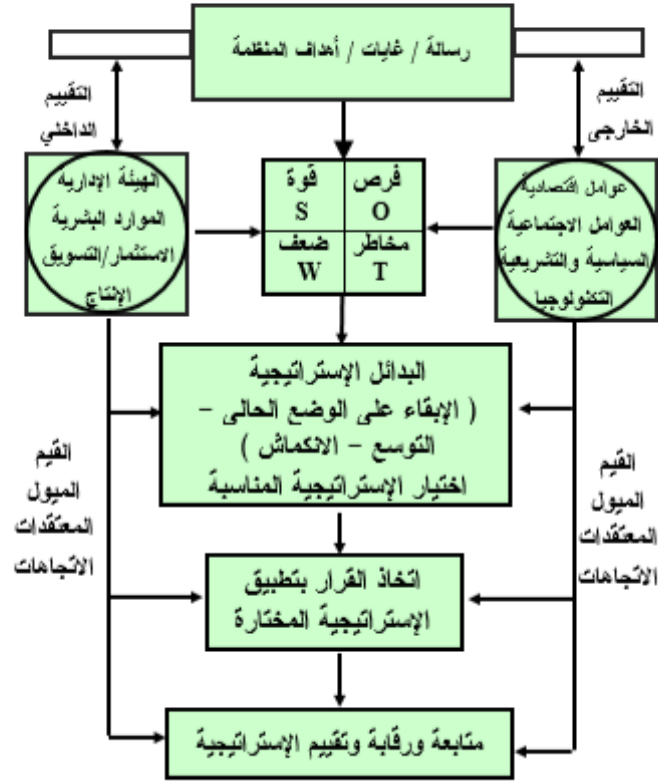 رسالة / غايات / أهداف المنظمة
التقييم
الخارجى
التقييم
الداخلي
عوامل اقتصادية
العوامل الاجتماعية
السياسية والتشريعية
التكنولوجيا
فرص
O
قوة
S
مخاطر
T
ضعف
W
الهيئة الإدارية
الموارد البشرية
الاستثمار/التسويق
الإنتاج
البدائل الإستراتيجية
( الإبقاء على الوضع الحالى –
التوسع – الانكماش )
اختيار الإستراتيجية المناسبة
القيم
الميول
المعتقدات
الاتجاهات
القيم
الميول
المعتقدات
الاتجاهات
اتخاذ القرار بتطبيق
الإستراتيجية المختارة
متابعة ورقابة وتقييم الإستراتيجية